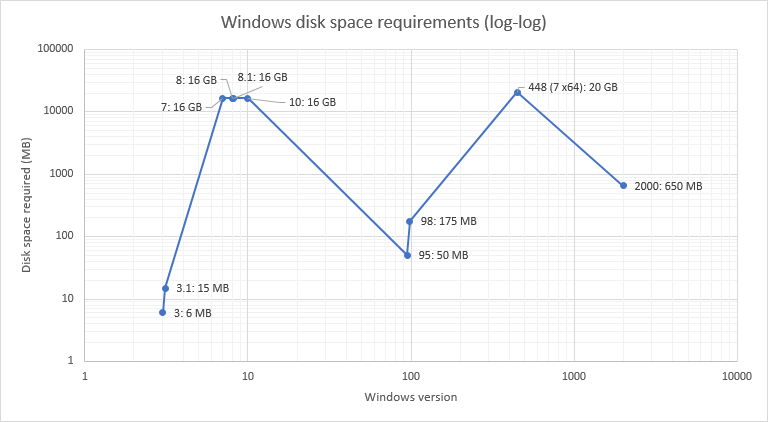 Windows disk space requirements (log-log)
100000
10000
1000
100
10
1
Disk space required (MB)
8: 16 GB
8.1: 16 GB
7: 16 GB
10: 16 GB
448 (7 x64): 20 GB
2000: 650 MB
98: 175 MB
95: 50 MB
3.1: 15 MB
3: 6 MB
1
10
100
1000
10000
Windows version